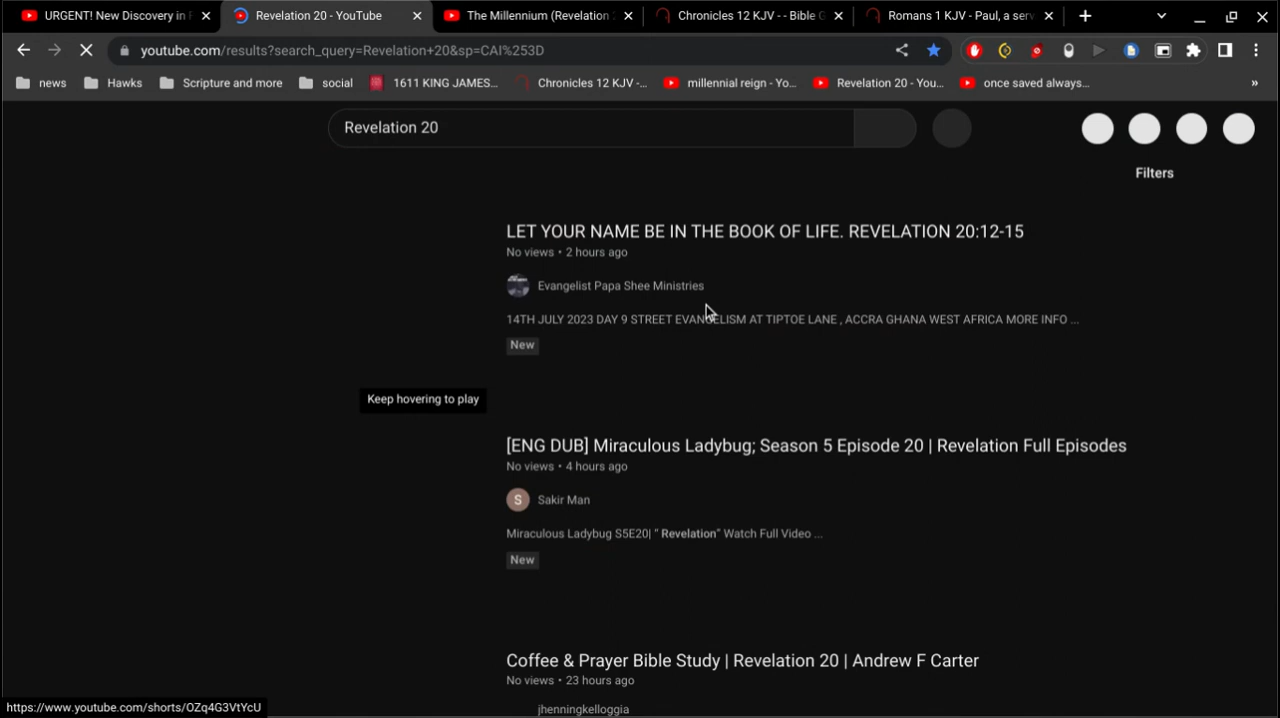 URGENT! New Discovery in
Revelation 20 - YouTube
The Millennium (Revelation
Chronicles 12 KJV - - Bible
Romans 1 KJV - Paul, a serv
youtube.com/results?search_query=Revelation+20&sp=CAI%253D
news
Hawks
Scripture and more
social
1611 KING JAMES...
Chronicles 12 KJV -...
millennial reign - Yo...
Revelation 20 - You...
once saved always...
»
Revelation 20
Filters
LET YOUR NAME BE IN THE BOOK OF LIFE. REVELATION 20:12-15
No views • 2 hours ago
Evangelist Papa Shee Ministries
14TH JULY 2023 DAY 9 STREET EVANGELISM AT TIPTOE LANE , ACCRA GHANA WEST AFRICA MORE INFO ...
New
Keep hovering to play
[ENG DUB] Miraculous Ladybug; Season 5 Episode 20 | Revelation Full Episodes
No views • 4 hours ago
S
Sakir Man
Miraculous Ladybug S5E20| " Revelation" Watch Full Video ...
New
Coffee & Prayer Bible Study | Revelation 20 | Andrew F Carter
No views • 23 hours ago
jhenningkelloggia
https://www.youtube.com/shorts/OZq4G3VtYcU